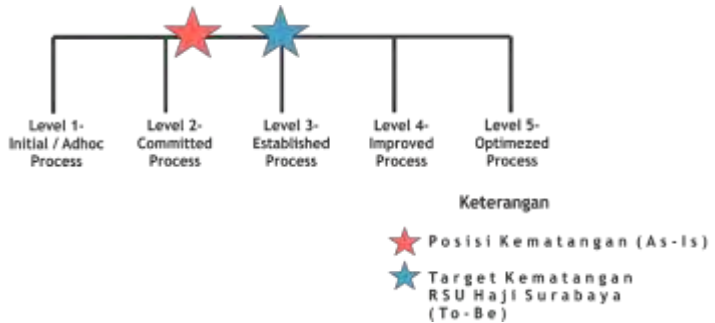 Level 1-
Initial / Adhoc
Process
Level 2-
Committed
Process
Level 3-
Established
Process
Level 4-
Improved
Process
Level 5-
Optimezed
Process
Keterangan
Posisi Kematangan (As-Is)
Target Kematangan
RSU Haji Surabaya
(To-Be)